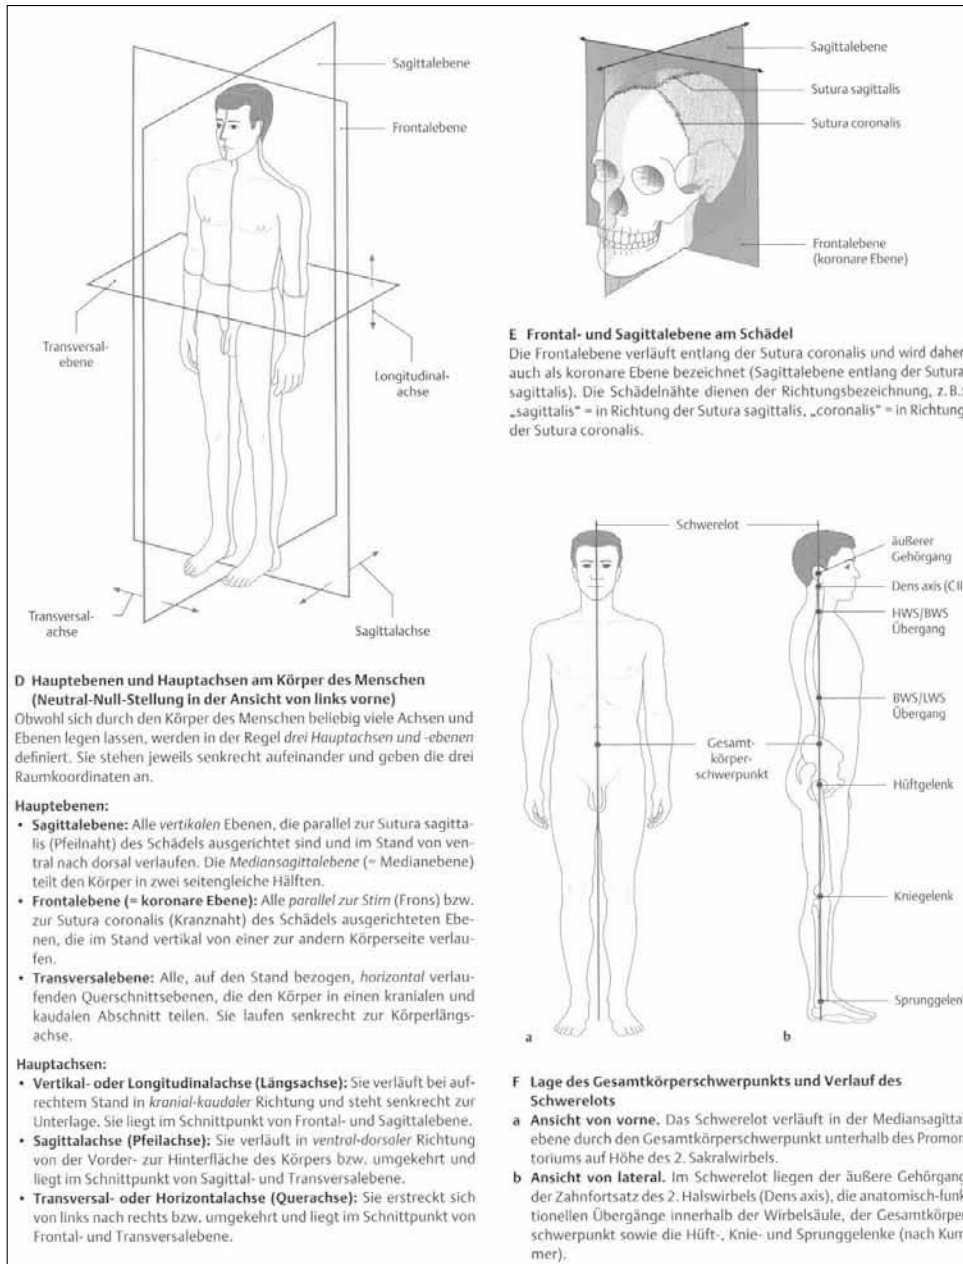 Sagittalebene
Frontalebene
Transversal-
ebene
Longitudinal-
achse
Transversal-
achse
Sagittalachse
D Hauptebenen und Hauptachsen am Körper des Menschen
(Neutral-Null-Stellung in der Ansicht von links vorne)
Obwohl sich durch den Körper des Menschen beliebig viele Achsen und
Ebenen legen lassen, werden in der Regel drei Hauptachsen und -ebenen
definiert. Sie stehen jeweils senkrecht aufeinander und geben die drei
Raumkoordinaten an.
Hauptebenen:
• Sagittalebene: Alle vertikalen Ebenen, die parallel zur Sutura sagitta-
lis (Pfeilnaht) des Schädels ausgerichtet sind und im Stand von ven-
tral nach dorsal verlaufen. Die Mediansagittalebene (= Medianebene)
teilt den Körper in zwei seitengleiche Hälften.
• Frontalebene (= koronare Ebene): Alle parallel zur Stirn (Frons) bzw.
zur Sutura coronalis (Kranznaht) des Schädels ausgerichteten Ebe-
nen, die im Stand vertikal von einer zur andern Körperseite verlau-
fen.
• Transversalebene: Alle, auf den Stand bezogen, horizontal verlau-
fenden Querschnittsebenen, die den Körper in einen kranialen und
kaudalen Abschnitt teilen. Sie laufen senkrecht zur Körperlängs-
achse.
Hauptachsen:
• Vertikal- oder Longitudinalachse (Längsachse): Sie verläuft bei auf-
rechtem Stand in kranial-kaudaler Richtung und steht senkrecht zur
Unterlage. Sie liegt im Schnittpunkt von Frontal- und Sagittalebene.
• Sagittalachse (Pfeilachse): Sie verläuft in ventral-dorsaler Richtung
von der Vorder- zur Hinterfläche des Körpers bzw. umgekehrt und
liegt im Schnittpunkt von Sagittal- und Transversalebene.
• Transversal- oder Horizontalachse (Querachse): Sie erstreckt sich
von links nach rechts bzw. umgekehrt und liegt im Schnittpunkt von
Frontal- und Transversalebene.
Sagittalebene
Sutura sagittalis
Sutura coronalis
Frontalebene
(koronare Ebene)
E Frontal- und Sagittalebene am Schädel
Die Frontalebene verläuft entlang der Sutura coronalis und wird daher
auch als koronare Ebene bezeichnet (Sagittalebene entlang der Sutura
sagittalis). Die Schädelnähte dienen der Richtungsbezeichnung, z. B.:
„sagittalis“ = in Richtung der Sutura sagittalis, „coronalis“ = in Richtung
der Sutura coronalis.
Schwerelot
äußerer
Gehörgang
Dens axis (C II
HWS/BWS
Übergang
BWS/LWS
Übergang
Gesamt-
körper-
schwerpunkt
Hüftgelenk
Kniegelenk
Sprunggelenk
a
b
F Lage des Gesamtkörperschwerpunkts und Verlauf des
Schwerelots
a Ansicht von vorne. Das Schwerelot verläuft in der Mediansagittal
ebene durch den Gesamtkörperschwerpunkt unterhalb des Promon
toriums auf Höhe des 2. Sakralwirbels.
b Ansicht von lateral. Im Schwerelot liegen der äußere Gehörgang
der Zahnfortsatz des 2. Halswirbels (Dens axis), die anatomisch-funk
tionellen Übergänge innerhalb der Wirbelsäule, der Gesamtkörper
schwerpunkt sowie die Hüft-, Knie- und Sprunggelenke (nach Kum
mer).